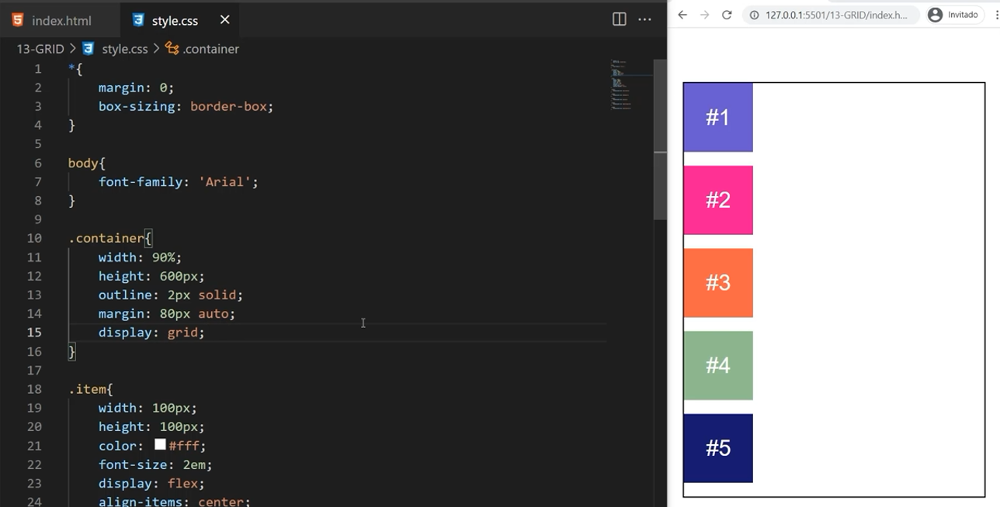 index.html
style.css
13-GRID > style.css > .container
1 *{
2 margin: 0;
3 box-sizing: border-box;
4 }
5
6 body{
7 font-family: 'Arial';
8 }
9
10 .container{
11 width: 90%;
12 height: 600px;
13 outline: 2px solid;
14 margin: 80px auto;
15 display: grid;
16 }
17
18 .item{
19 width: 100px;
20 height: 100px;
21 color: #fff;
22 font-size: 2em;
23 display: flex;
24 align-items: center;
127.0.0.1:5501/13-GRID/index.h...
Invitado
#1
#2
#3
#4
#5